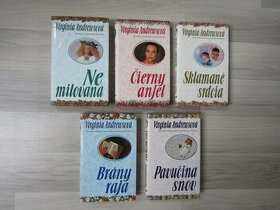 Virginia Andrewsová
Ne
milovaná
Virginia Andrewsová
Čierny
anjel
Virginia Andrewsová
Sklamané
srdcia
Virginia Andrewsová
Brány
raja
Virginia Andrewsová
Pavučina
snov